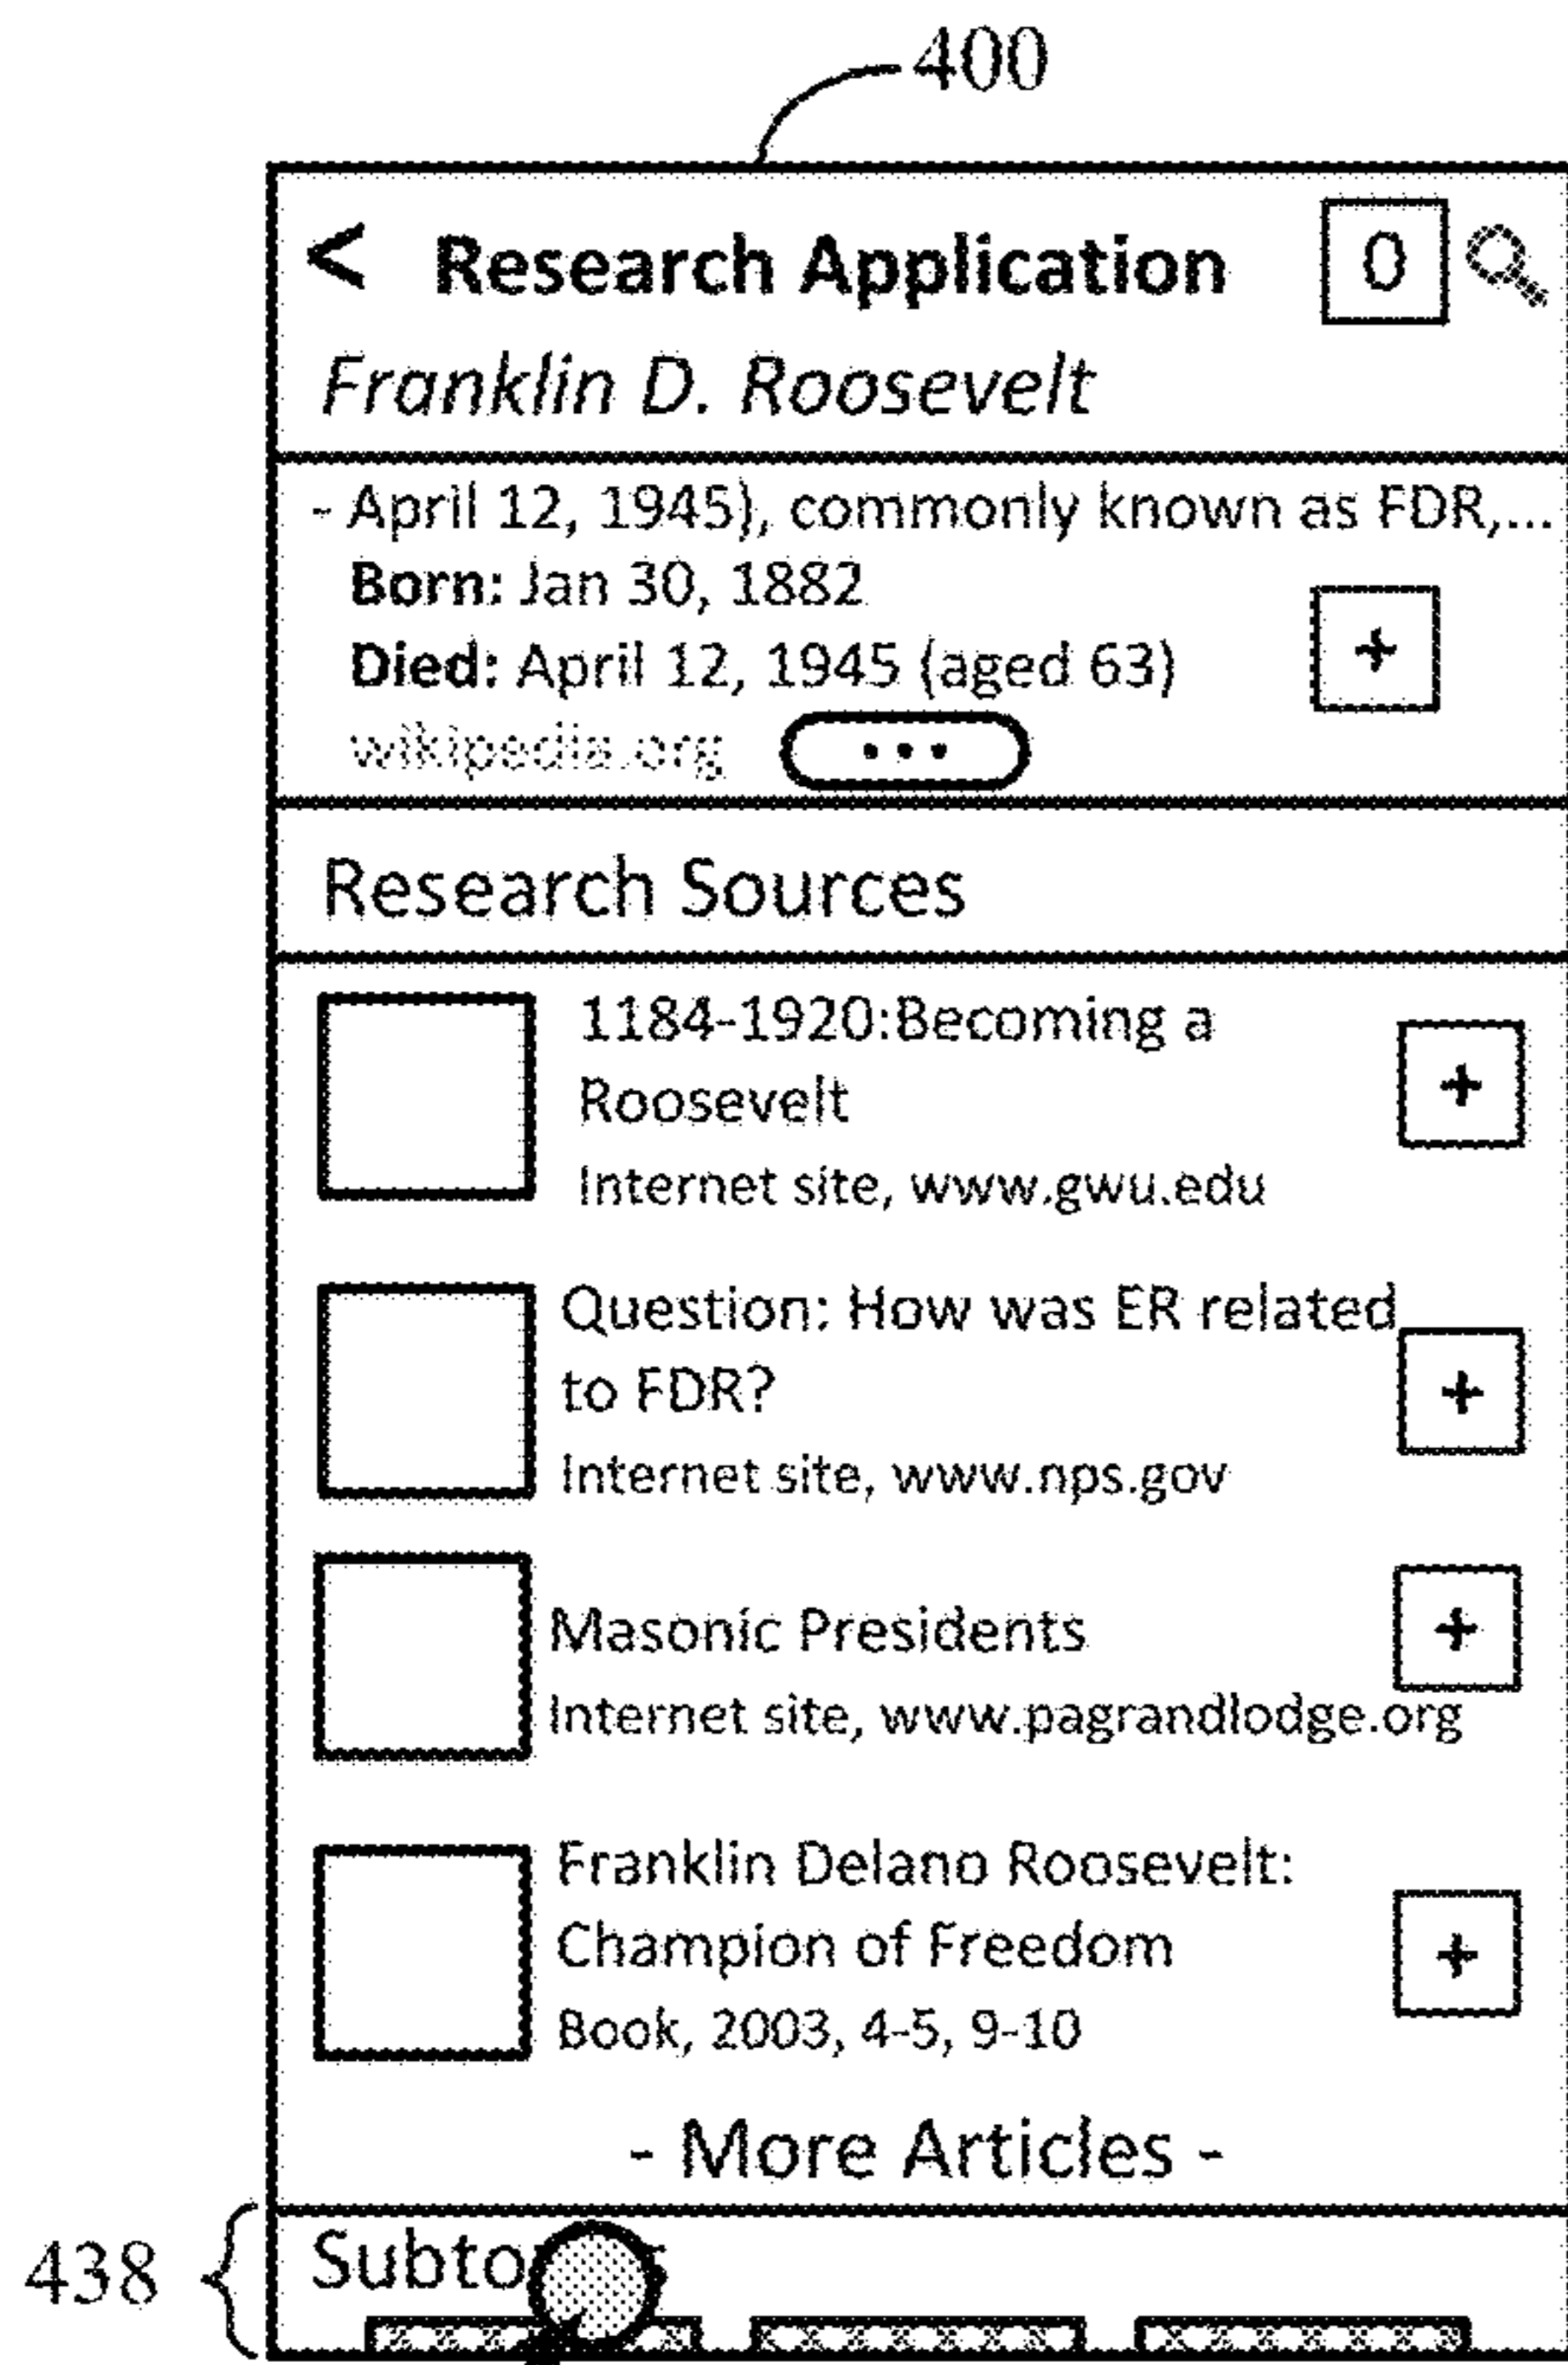 400
< Research Application 0
Franklin D. Roosevelt
- April 12, 1945), commonly known as FDR,...
Born: Jan 30, 1882
+
Died: April 12, 1945 (aged 63)
wikipedia.org ...
Research Sources
1184-1920:Becoming a
+
Roosevelt
Internet site, www.gwu.edu
Question: How was ER related
+
to FDR?
Internet site, www.nps.gov
Masonic Presidents
+
Internet site, www.pagrandlodge.org
Franklin Delano Roosevelt:
Champion of Freedom
+
Book, 2003, 4-5, 9-10
- More Articles -
438